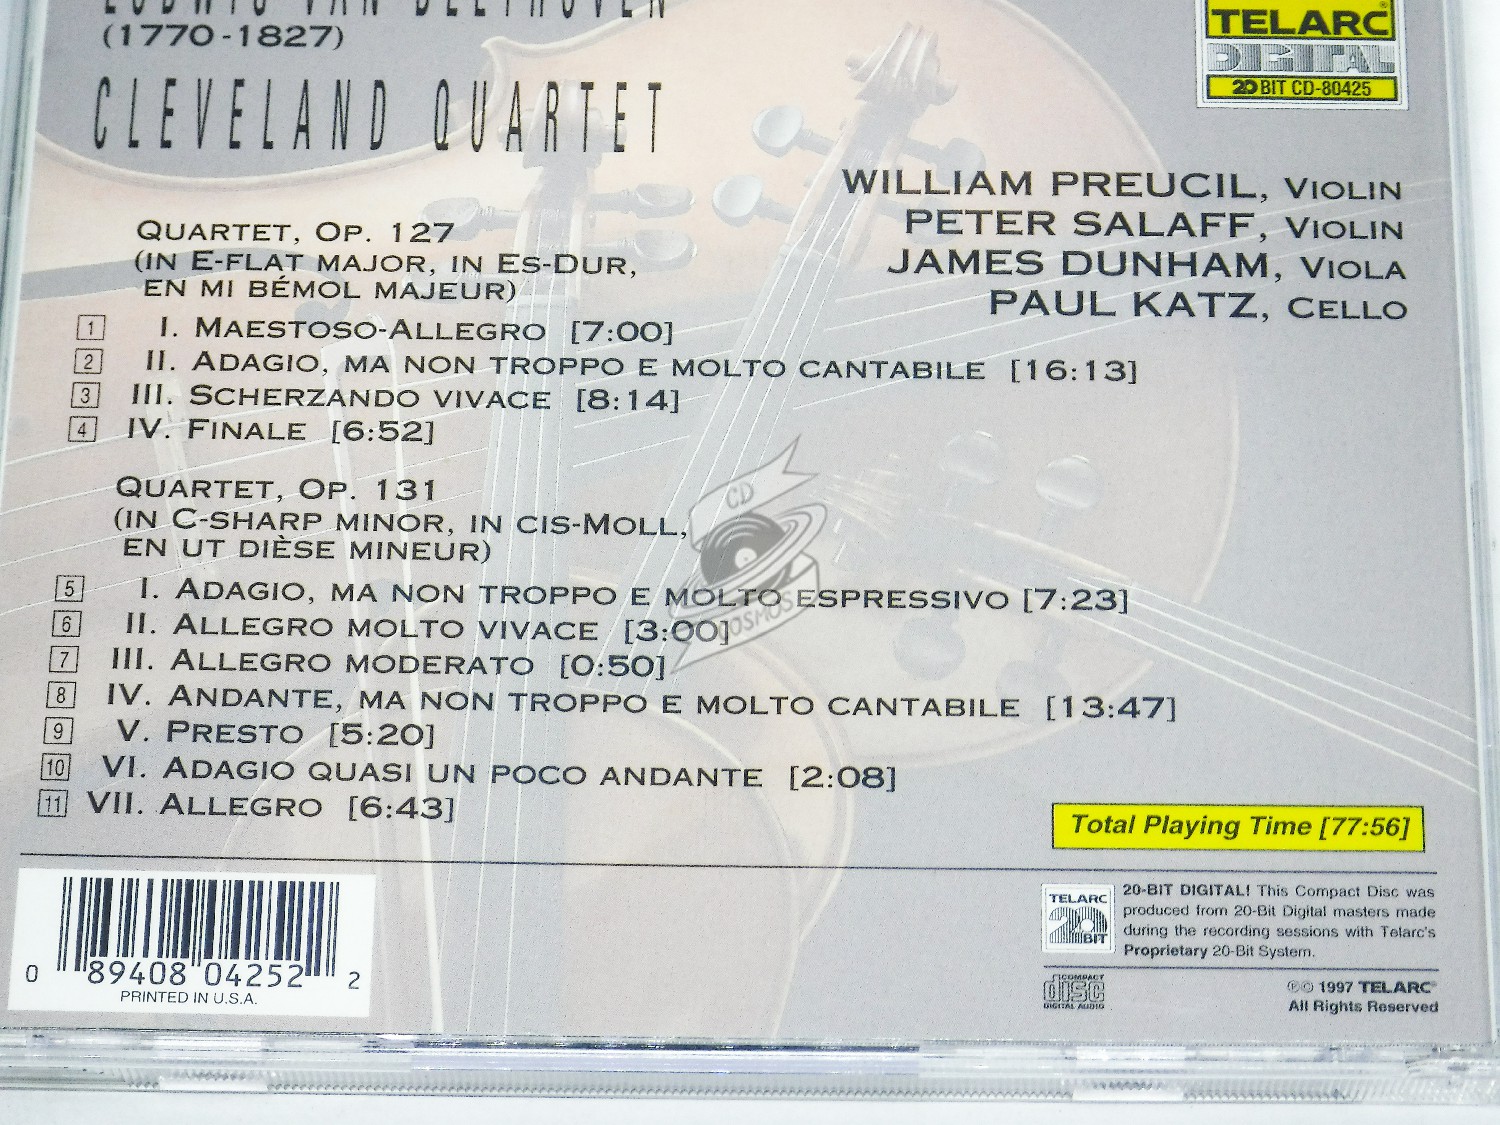 LUDWIG VAN BEETHOVEN
(1770-1827)
CLEVELAND QUARTET
TELARC®
DIGITAL
20 BIT CD-80425
WILLIAM PREUCIL, VIOLIN
PETER SALAFF, VIOLIN
JAMES DUNHAM, VIOLA
PAUL KATZ, CELLO
QUARTET, OP. 127
(IN E-FLAT MAJOR, IN ES-DUR,
EN MI BÉMOL MAJEUR)
1 I. MAESTOSO-ALLEGRO [7:00]
2 II. ADAGIO, MA NON TROPPO E MOLTO CANTABILE [16:13]
3 III. SCHERZANDO VIVACE [8:14]
4 IV. FINALE [6:52]
QUARTET, OP. 131
(IN C-SHARP MINOR, IN CIS-MOLL,
EN UT DIÈSE MINEUR)
5 I. ADAGIO, MA NON TROPPO E MOLTO ESPRESSIVO [7:23]
6 II. ALLEGRO MOLTO VIVACE [3:00]
7 III. ALLEGRO MODERATO [0:50]
8 IV. ANDANTE, MA NON TROPPO E MOLTO CANTABILE [13:47]
9 V. PRESTO [5:20]
10 VI. ADAGIO QUASI UN POCO ANDANTE [2:08]
11 VII. ALLEGRO [6:43]
CD
COSMOS
Total Playing Time [77:56]
0 89408 04252 2
PRINTED IN U.S.A.
TELARC
20
BIT
20-BIT DIGITAL! This Compact Disc was
produced from 20-Bit Digital masters made
during the recording sessions with Telarc's
Proprietary 20-Bit System.
COMPACT
disc
DIGITAL AUDIO
℗© 1997 TELARC®
All Rights Reserved